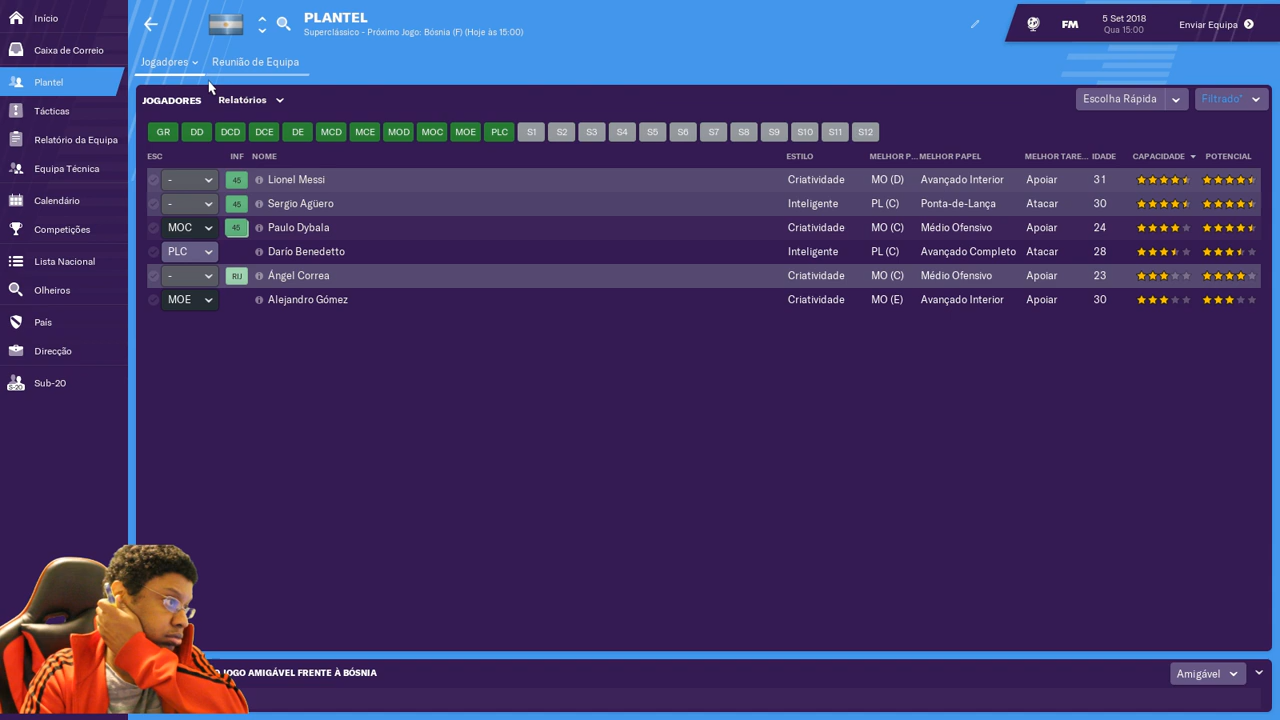 Início
Caixa de Correio
Plantel
Tácticas
Relatório da Equipa
Equipa Técnica
Calendário
Competições
Lista Nacional
Olheiros
País
Direcção
Sub-20
S-20
PLANTEL
Superclássico - Próximo Jogo: Bósnia (F) (Hoje às 15:00)
FM
5 Set 2018
Qua 15:00
Enviar Equipa
Jogadores
Reunião de Equipa
JOGADORES
Relatórios
Escolha Rápida
Filtrado*
GR DD DCD DCE DE MCD MCE MOD MOC MOE PLC S1 S2 S3 S4 S5 S6 S7 S8 S9 S10 S11 S12
ESC INF NOME ESTILO MELHOR P... MELHOR PAPEL MELHOR TARE... IDADE CAPACIDADE POTENCIAL
- 45 Lionel Messi Criatividade MO (D) Avançado Interior Apoiar 31
- 45 Sergio Agüero Inteligente PL (C) Ponta-de-Lança Atacar 30
MOC 45 Paulo Dybala Criatividade MO (C) Médio Ofensivo Apoiar 24
PLC Darío Benedetto Inteligente PL (C) Avançado Completo Atacar 28
- RIJ Ángel Correa Criatividade MO (C) Médio Ofensivo Apoiar 23
MOE Alejandro Gómez Criatividade MO (E) Avançado Interior Apoiar 30
O JOGO AMIGÁVEL FRENTE À BÓSNIA
Amigável